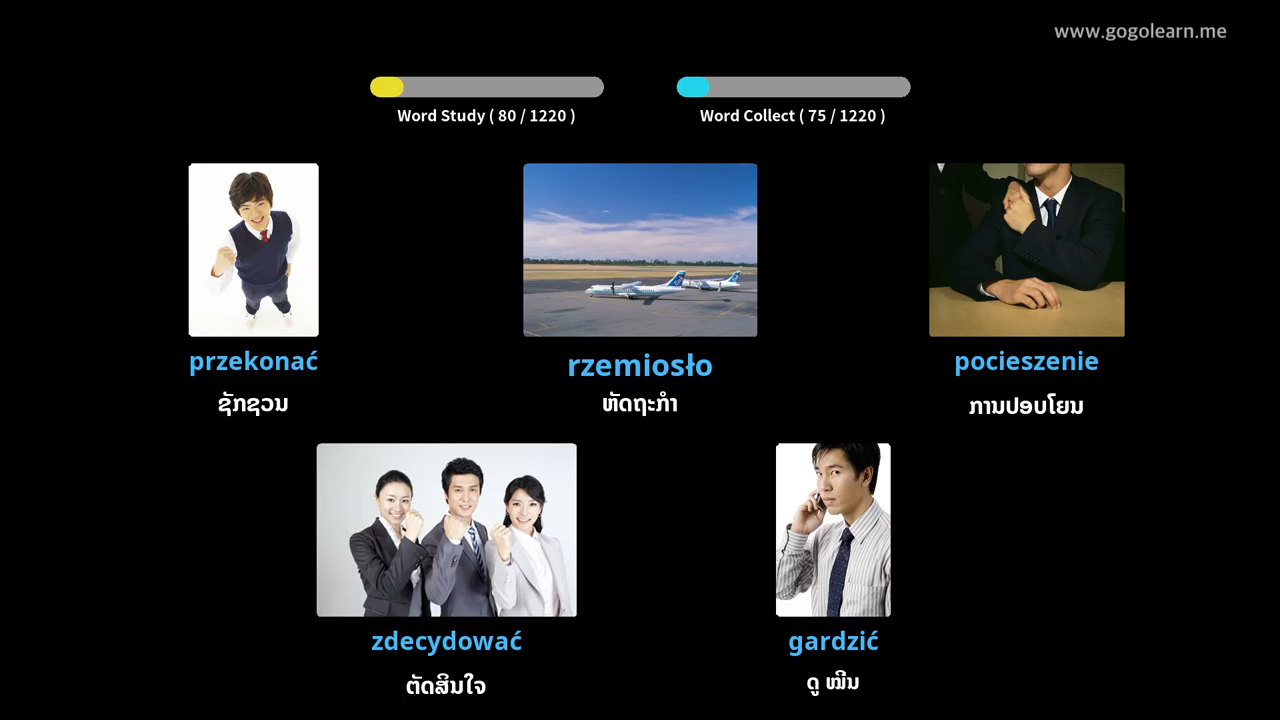 www.gogolearn.me
Word Study ( 80 / 1220 )
Word Collect ( 75 / 1220 )
przekonać
rzemiosło
pocieszenie
ຊັກຊວນ
ຫັດຖະກຳ
ການປອບໂຍນ
zdecydować
gardzić
ຕັດສິນໃຈ
ດູ ໝີ່ນ